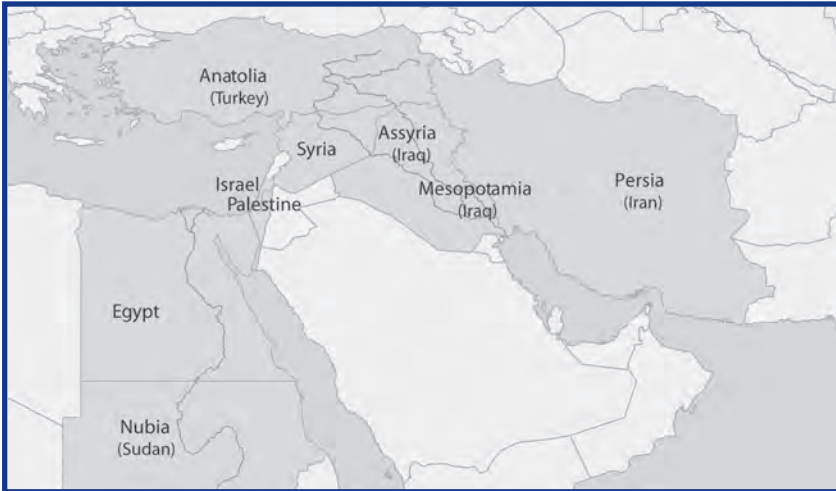 Anatolia
(Turkey)
Syria
Assyria
(Iraq)
Israel
Palestine
Mesopotamia
(Iraq)
Persia
(Iran)
Egypt
Nubia
(Sudan)